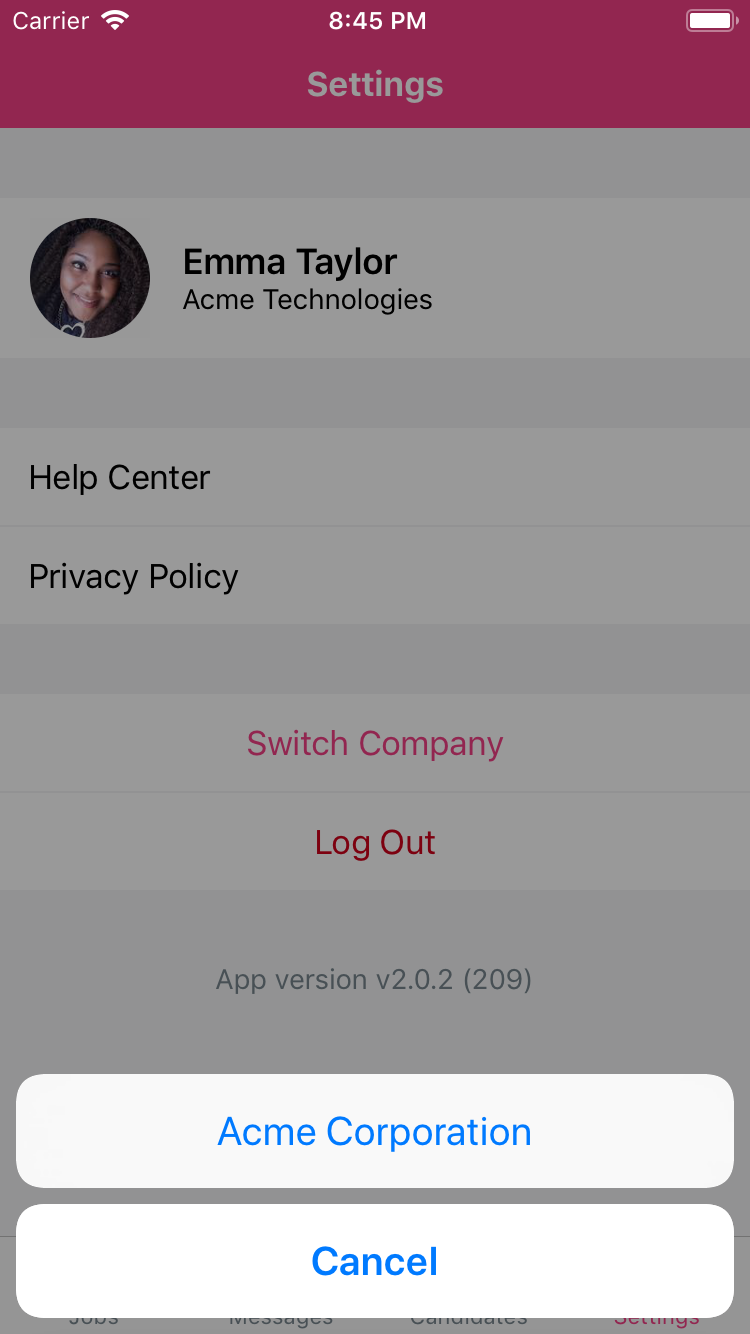 Carrier 8:45 PM
Settings
Emma Taylor
Acme Technologies
Help Center
Privacy Policy
Switch Company
Log Out
App version v2.0.2 (209)
Acme Corporation
Cancel
Jobs Messages Candidates Settings